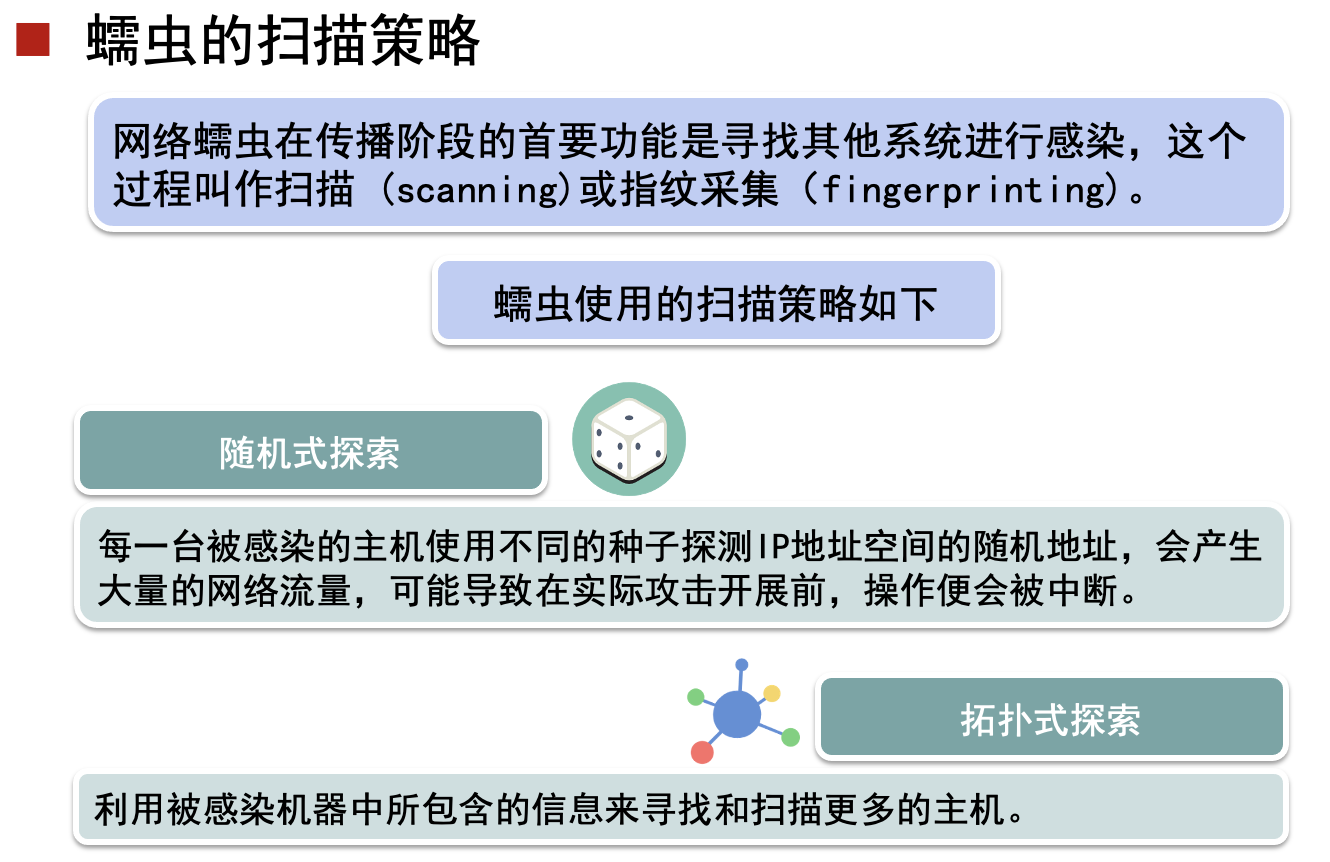 蠕虫的扫描策略
网络蠕虫在传播阶段的首要功能是寻找其他系统进行感染，这个
过程叫作扫描 (scanning)或指纹采集（fingerprinting)。
蠕虫使用的扫描策略如下
随机式探索
每一台被感染的主机使用不同的种子探测IP地址空间的随机地址，会产生
大量的网络流量，可能导致在实际攻击开展前，操作便会被中断。
拓扑式探索
利用被感染机器中所包含的信息来寻找和扫描更多的主机。